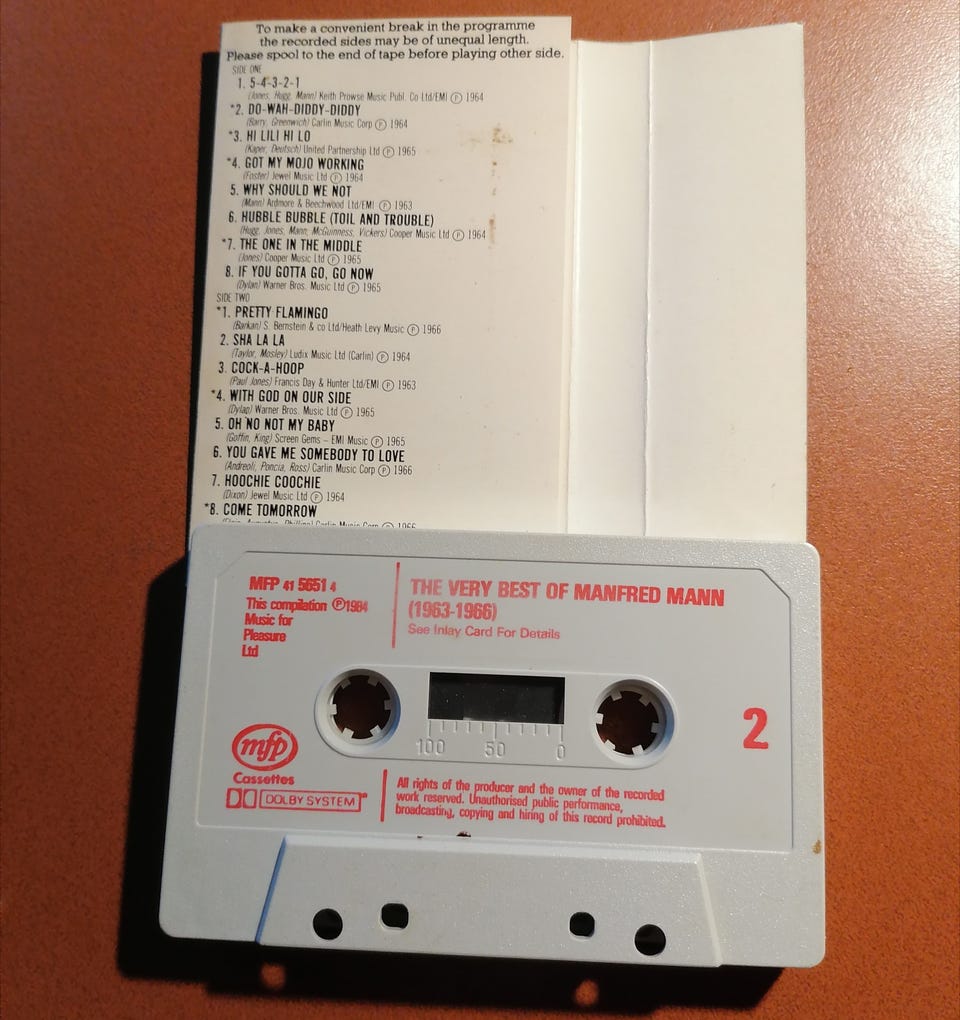 To make a convenient break in the programme
the recorded sides may be of unequal length.
Please spool to the end of tape before playing other side.
SIDE ONE
1. 5-4-3-2-1
(Jones, Hugg, Mann) Keith Prowse Music Publ. Co Ltd/EMI Ⓟ 1964
*2. DO-WAH-DIDDY-DIDDY
(Barry, Greenwich) Carlin Music Corp Ⓟ 1964
*3. HI LILI HI LO
(Kaper, Deutsch) United Partnership Ltd Ⓟ 1965
*4. GOT MY MOJO WORKING
(Foster) Jewel Music Ltd Ⓟ 1964
5. WHY SHOULD WE NOT
(Mann) Ardmore & Beechwood Ltd/EMI Ⓟ 1963
6. HUBBLE BUBBLE (TOIL AND TROUBLE)
(Hugg, Jones, Mann, McGuinness, Vickers) Cooper Music Ltd Ⓟ 1964
*7. THE ONE IN THE MIDDLE
(Jones) Cooper Music Ltd Ⓟ 1965
8. IF YOU GOTTA GO, GO NOW
(Dylan) Warner Bros. Music Ltd Ⓟ 1965
SIDE TWO
*1. PRETTY FLAMINGO
(Barkan) S. Bernstein & co Ltd/Heath Levy Music Ⓟ 1966
2. SHA LA LA
(Taylor, Mosley) Ludix Music Ltd (Carlin) Ⓟ 1964
3. COCK-A-HOOP
(Paul Jones) Francis Day & Hunter Ltd/EMI Ⓟ 1963
*4. WITH GOD ON OUR SIDE
(Dylan) Warner Bros. Music Ltd Ⓟ 1965
5. OH NO NOT MY BABY
(Goffin, King) Screen Gems – EMI Music Ⓟ 1965
6. YOU GAVE ME SOMEBODY TO LOVE
(Andreoli, Poncia, Ross) Carlin Music Corp Ⓟ 1966
7. HOOCHIE COOCHIE
(Dixon) Jewel Music Ltd Ⓟ 1964
*8. COME TOMORROW
Carlin Music Corp Ⓟ 1966
MFP 41 5651 4
This compilation Ⓟ1984
Music for
Pleasure
Ltd
THE VERY BEST OF MANFRED MANN
(1963-1966)
See Inlay Card For Details
2
100 50 0
mfp
Cassettes
DOLBY SYSTEM™
All rights of the producer and the owner of the recorded
work reserved. Unauthorised public performance,
broadcasting, copying and hiring of this record prohibited.